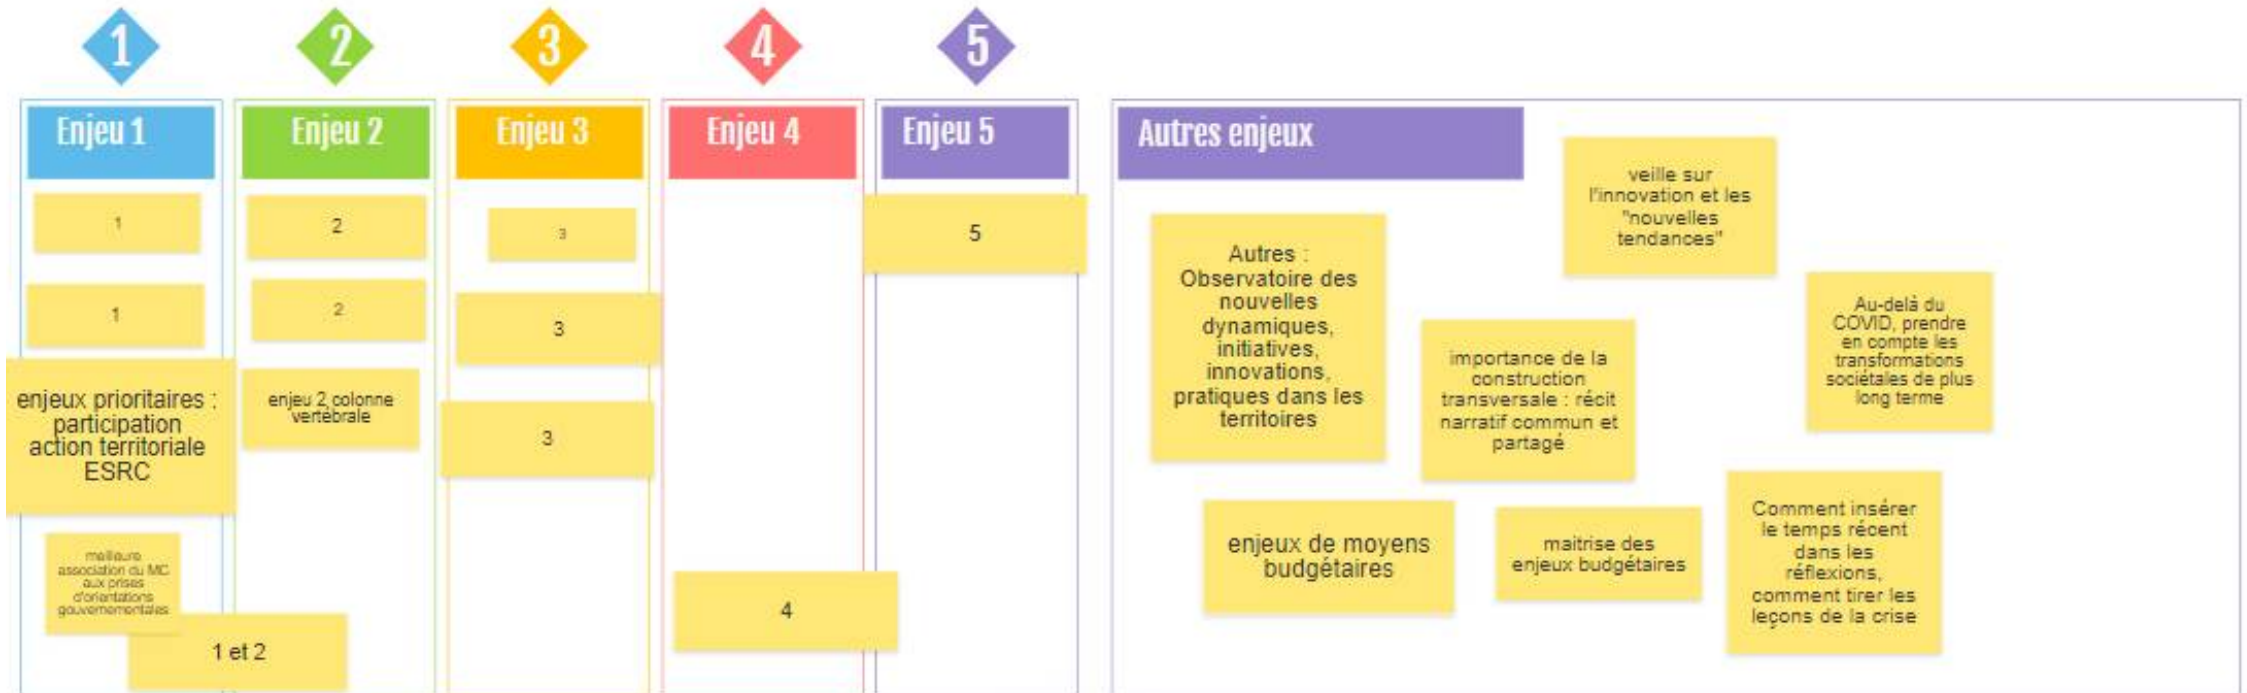 1
2
3
4
5
Enjeu 1
Enjeu 2
Enjeu 3
Enjeu 4
Enjeu 5
Autres enjeux
1
1
enjeux prioritaires :
participation
action territoriale
ESRC
meilleure
association du MC
aux prises
d'orientations
gouvernementales
1 et 2
2
2
enjeu 2 colonne
vertébrale
3
3
3
4
5
Autres :
Observatoire des
nouvelles
dynamiques,
initiatives,
innovations,
pratiques dans les
territoires
veille sur
l'innovation et les
"nouvelles
tendances"
importance de la
construction
transversale : récit
narratif commun et
partagé
Au-delà du
COVID, prendre
en compte les
transformations
sociétales de plus
long terme
enjeux de moyens
budgétaires
maitrise des
enjeux budgétaires
Comment insérer
le temps récent
dans les
réflexions,
comment tirer les
leçons de la crise